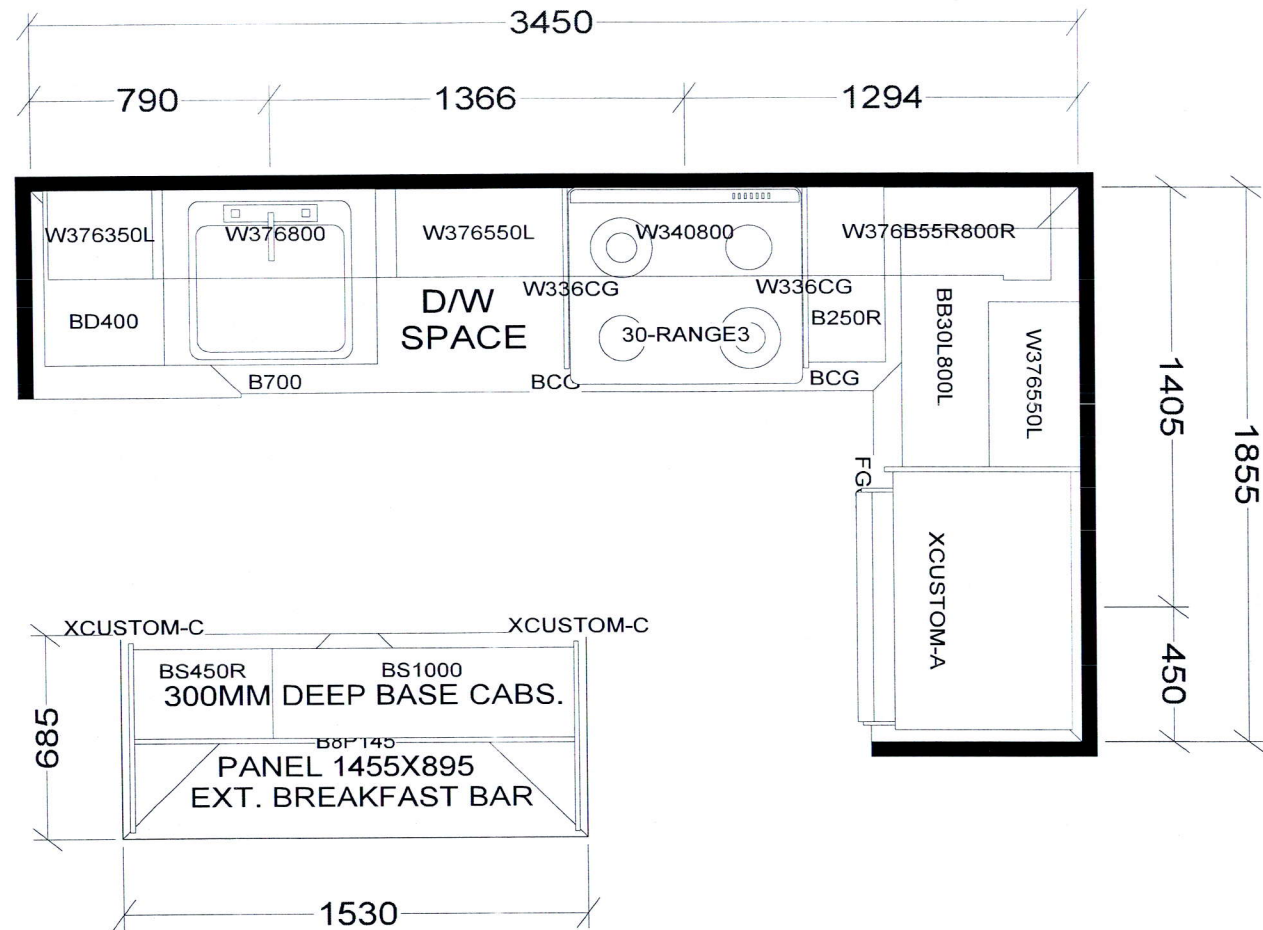 3450
790
1366
1294
W376350L
W376800
W376550L
W340800
W376B55R800R
W336CG
W336CG
BD400
D/W
SPACE
30-RANGE3
B250R
BB30L800L
W376550L
B700
BCG
BCG
1405
1855
XCUSTOM-A
450
XCUSTOM-C
XCUSTOM-C
BS450R
BS1000
300MM DEEP BASE CABS.
685
B8P145
PANEL 1455X895
EXT. BREAKFAST BAR
1530